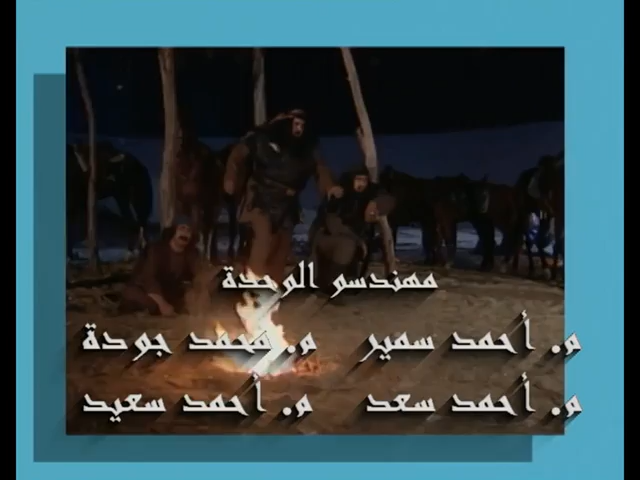 مهندسو الوحدة
م. أحمد سمير م. محمد جودة
م. أحمد سعد م. أحمد سعيد